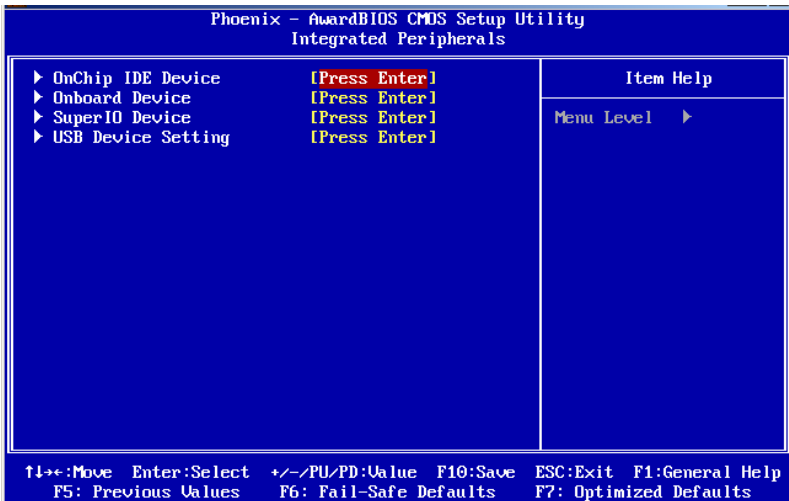 Phoenix - AwardBIOS CMOS Setup Utility
Integrated Peripherals
OnChip IDE Device [Press Enter]
Onboard Device [Press Enter]
SuperIO Device [Press Enter]
USB Device Setting [Press Enter]
Item Help
Menu Level
↑↓→←:Move Enter:Select +/-/PU/PD:Value F10:Save ESC:Exit F1:General Help
F5: Previous Values F6: Fail-Safe Defaults F7: Optimized Defaults